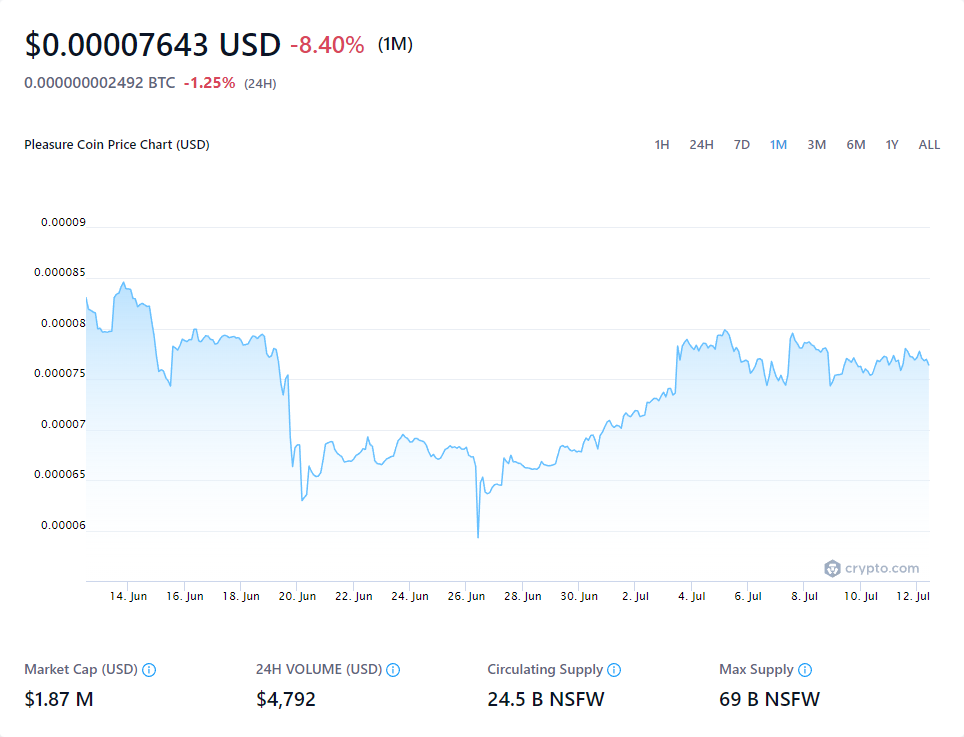 $0.00007643 USD -8.40% (1M)
0.000000002492 BTC -1.25% (24H)
Pleasure Coin Price Chart (USD) 1H 24H 7D 1M 3M 6M 1Y ALL
0.00009
0.000085
0.00008
0.000075
0.00007
0.000065
0.00006
crypto.com
14. Jun 16. Jun 18. Jun 20. Jun 22. Jun 24. Jun 26. Jun 28. Jun 30. Jun 2. Jul 4. Jul 6. Jul 8. Jul 10. Jul 12. Jul
Market Cap (USD) 24H VOLUME (USD) Circulating Supply Max Supply
$1.87 M $4,792 24.5 B NSFW 69 B NSFW